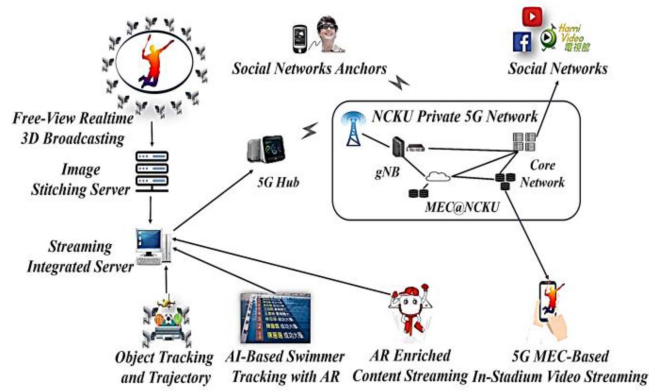 Hami
Video
電視館
Social Networks Anchors
Social Networks
Free-View Realtime
3D Broadcasting
NCKU Private 5G Network
Image
Stitching Server
5G Hub
gNB
Core
Network
MEC@NCKU
Streaming
Integrated Server
Object Tracking
and Trajectory
AI-Based Swimmer
Tracking with AR
AR Enriched
Content Streaming
5G MEC-Based
In-Stadium Video Streaming